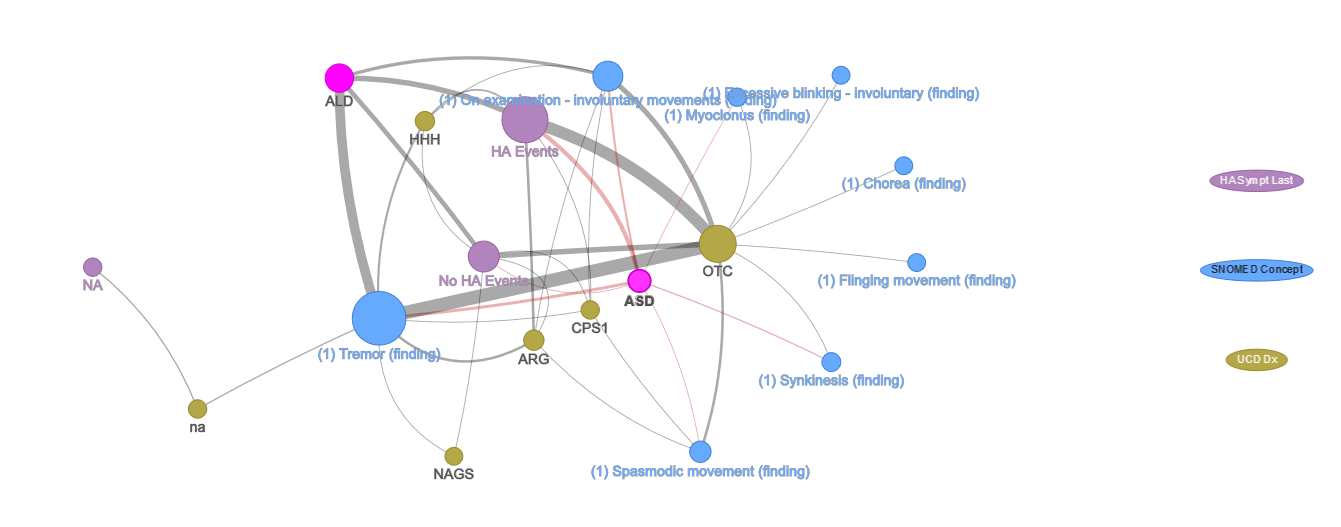 ALD
(1) On examination - involuntary movements (finding)
(1) Excessive blinking - involuntary (finding)
(1) Myoclonus (finding)
HHH
HA Events
(1) Chorea (finding)
HA Sympt Last
OTC
SNOMED Concept
NA
No HA Events
(1) Flinging movement (finding)
ASD
CPS1
(1) Tremor (finding)
ARG
UCD Dx
(1) Synkinesis (finding)
na
NAGS
(1) Spasmodic movement (finding)